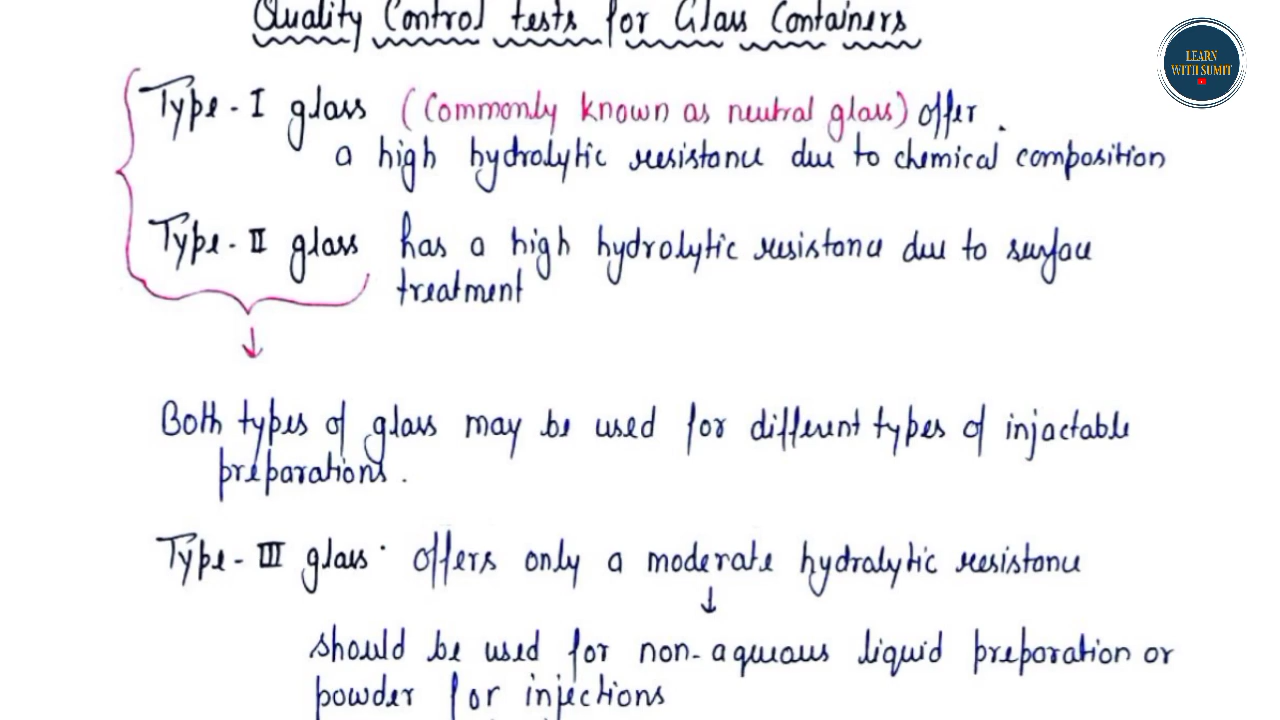 Quality Control tests for Glass Containers
LEARN
WITH SUMIT
Type - I glass (Commonly known as neutral glass) offer
a high hydrolytic resistance due to chemical composition
Type - II glass has a high hydrolytic resistance due to surface
treatment
Both types of glass may be used for different types of injactable
preparations.
Type - III glass offers only a moderate hydralytic resistance
↓
should be used for non-aqueous liquid preparation or
powder for injections